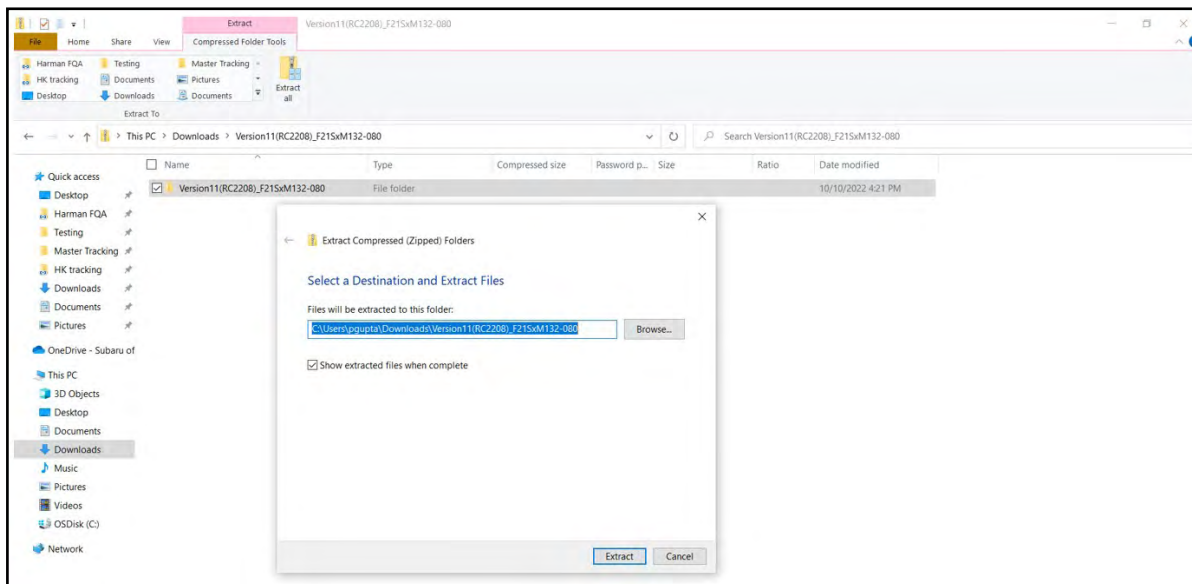 Extract
Version11(RC2208)_F21SxM132-080
File Home Share View Compressed Folder Tools
Harman FQA Testing Master Tracking
HK tracking Documents Pictures
Desktop Downloads Documents
Extract all
Extract To
This PC > Downloads > Version11(RC2208)_F21SxM132-080
Search Version11(RC2208)_F21SxM132-080
Name Type Compressed size Password p... Size Ratio Date modified
Version11(RC2208)_F21SxM132-080 File folder 10/10/2022 4:21 PM
Quick access
Desktop
Harman FQA
Testing
Master Tracking
HK tracking
Downloads
Documents
Pictures
OneDrive - Subaru of
This PC
3D Objects
Desktop
Documents
Downloads
Music
Pictures
Videos
OSDisk (C:)
Network
Extract Compressed (Zipped) Folders
Select a Destination and Extract Files
Files will be extracted to this folder:
C:\Users\pgupta\Downloads\Version11(RC2208)_F21SxM132-080
Browse...
Show extracted files when complete
Extract Cancel